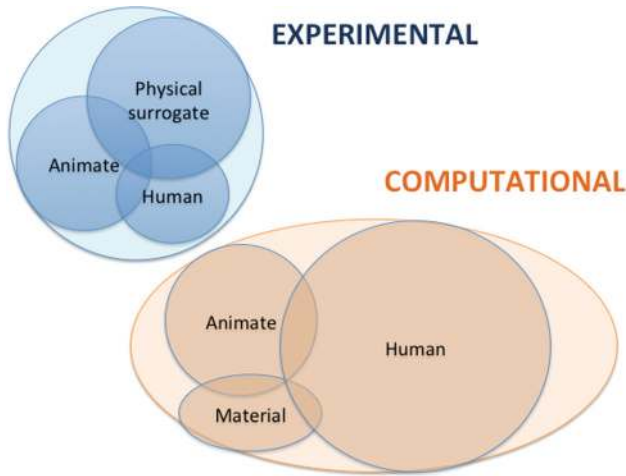 EXPERIMENTAL
Physical
surrogate
Animate
Human
COMPUTATIONAL
Animate
Human
Material